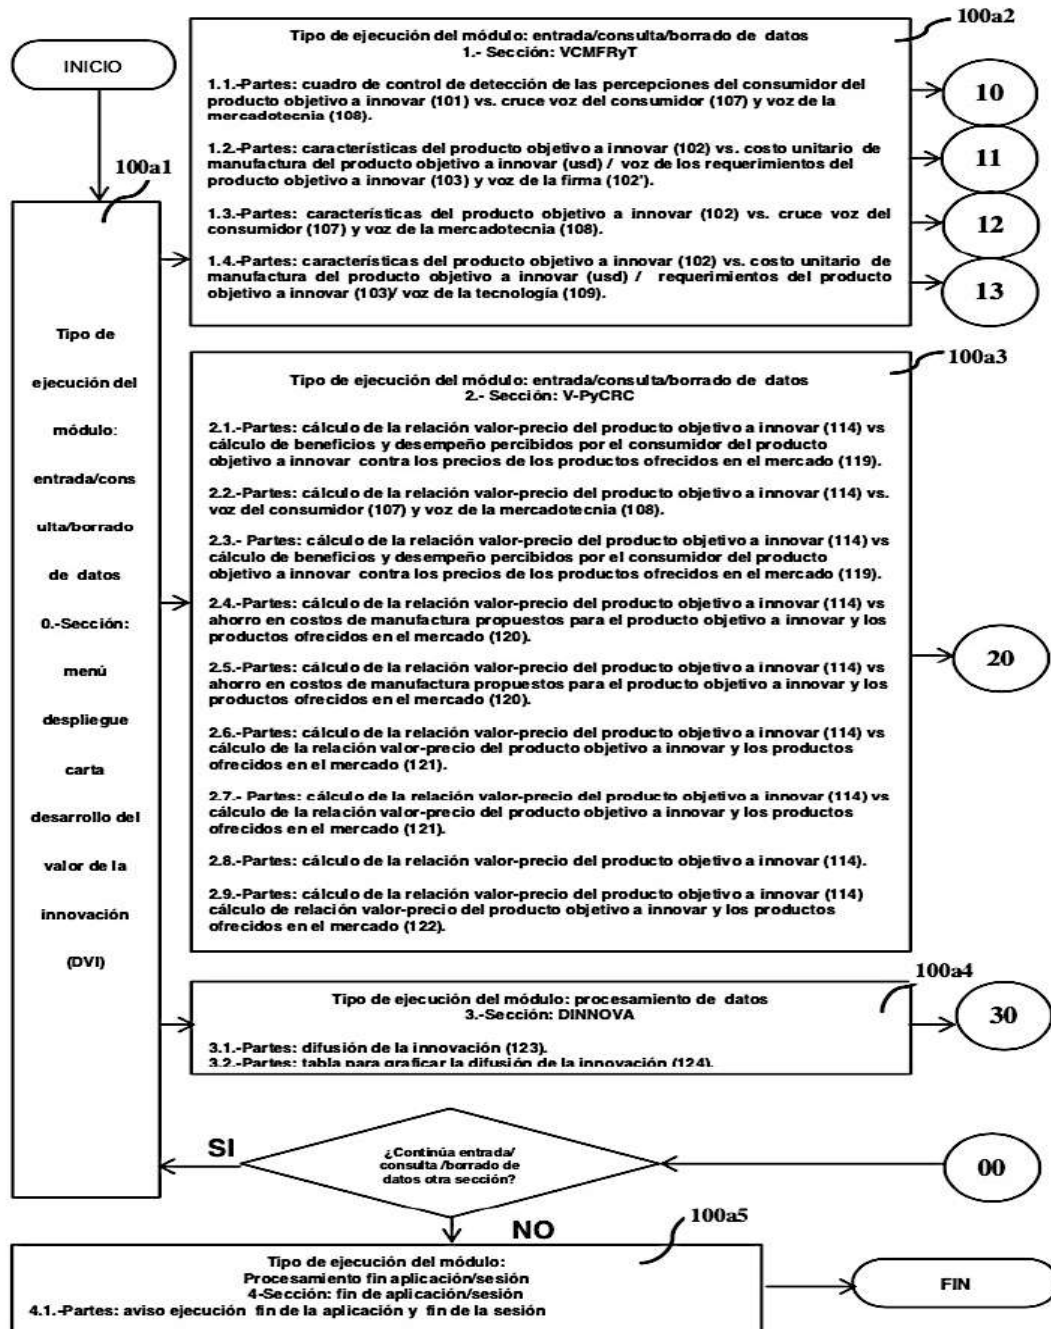 INICIO
100a1
Tipo de
ejecución del
módulo:
entrada/cons
ulta/borrado
de datos
0.-Sección:
menú
despliegue
carta
desarrollo del
valor de la
innovación
(DVI)
100a2
Tipo de ejecución del módulo: entrada/consulta/borrado de datos
1.- Sección: VCMFRyT
1.1.-Partes: cuadro de control de detección de las percepciones del consumidor del
producto objetivo a innovar (101) vs. cruce voz del consumidor (107) y voz de la
mercadotecnia (108).
1.2.-Partes: características del producto objetivo a innovar (102) vs. costo unitario de
manufactura del producto objetivo a innovar (usd) / voz de los requerimientos del
producto objetivo a innovar (103) y voz de la firma (102').
1.3.-Partes: características del producto objetivo a innovar (102) vs. cruce voz del
consumidor (107) y voz de la mercadotecnia (108).
1.4.-Partes: características del producto objetivo a innovar (102) vs. costo unitario de
manufactura del producto objetivo a innovar (usd) / requerimientos del producto
objetivo a innovar (103)/ voz de la tecnología (109).
10
11
12
13
100a3
Tipo de ejecución del módulo: entrada/consulta/borrado de datos
2.- Sección: V-PyCRC
2.1.-Partes: cálculo de la relación valor-precio del producto objetivo a innovar (114) vs
cálculo de beneficios y desempeño percibidos por el consumidor del producto
objetivo a innovar contra los precios de los productos ofrecidos en el mercado (119).
2.2.-Partes: cálculo de la relación valor-precio del producto objetivo a innovar (114) vs.
voz del consumidor (107) y voz de la mercadotecnia (108).
2.3.- Partes: cálculo de la relación valor-precio del producto objetivo a innovar (114) vs
cálculo de beneficios y desempeño percibidos por el consumidor del producto
objetivo a innovar contra los precios de los productos ofrecidos en el mercado (119).
2.4.-Partes: cálculo de la relación valor-precio del producto objetivo a innovar (114) vs
ahorro en costos de manufactura propuestos para el producto objetivo a innovar y los
productos ofrecidos en el mercado (120).
2.5.-Partes: cálculo de la relación valor-precio del producto objetivo a innovar (114) vs
ahorro en costos de manufactura propuestos para el producto objetivo a innovar y los
productos ofrecidos en el mercado (120).
2.6.-Partes: cálculo de la relación valor-precio del producto objetivo a innovar (114) vs
cálculo de la relación valor-precio del producto objetivo a innovar y los productos
ofrecidos en el mercado (121).
2.7.- Partes: cálculo de la relación valor-precio del producto objetivo a innovar (114) vs
cálculo de la relación valor-precio del producto objetivo a innovar y los productos
ofrecidos en el mercado (121).
2.8.-Partes: cálculo de la relación valor-precio del producto objetivo a innovar (114).
2.9.-Partes: cálculo de la relación valor-precio del producto objetivo a innovar (114)
cálculo de relación valor-precio del producto objetivo a innovar y los productos
ofrecidos en el mercado (122).
20
100a4
Tipo de ejecución del módulo: procesamiento de datos
3.-Sección: DINNOVA
3.1.-Partes: difusión de la innovación (123).
3.2.-Partes: tabla para graficar la difusión de la innovación (124).
30
SI
¿Continúa entrada/
consulta /borrado de
datos otra sección?
00
NO
100a5
Tipo de ejecución del módulo:
Procesamiento fin aplicación/sesión
4-Sección: fin de aplicación/sesión
4.1.-Partes: aviso ejecución fin de la aplicación y fin de la sesión
FIN